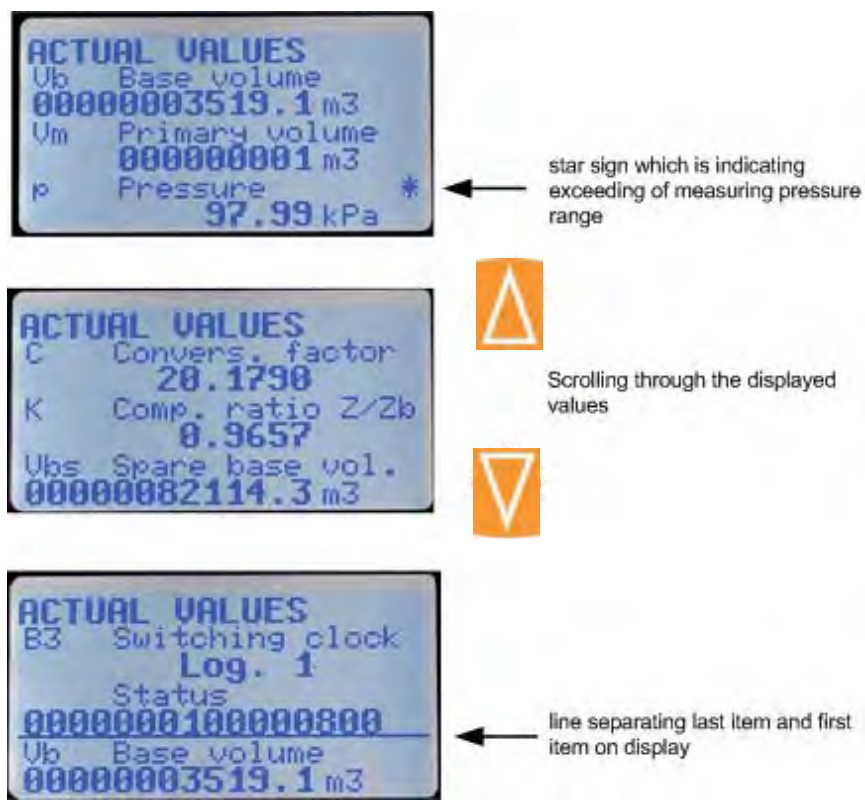 ACTUAL VALUES
Vb Base volume
00000003519.1 m3
Vm Primary volume
000000001 m3
p Pressure *
97.99 kPa
star sign which is indicating
exceeding of measuring pressure
range
ACTUAL VALUES
C Convers. factor
20.1790
K Comp. ratio Z/Zb
0.9657
Vbs Spare base vol.
00000082114.3 m3
Scrolling through the displayed
values
ACTUAL VALUES
B3 Switching clock
Log. 1
Status
0000000100000800
Vb Base volume
00000003519.1 m3
line separating last item and first
item on display